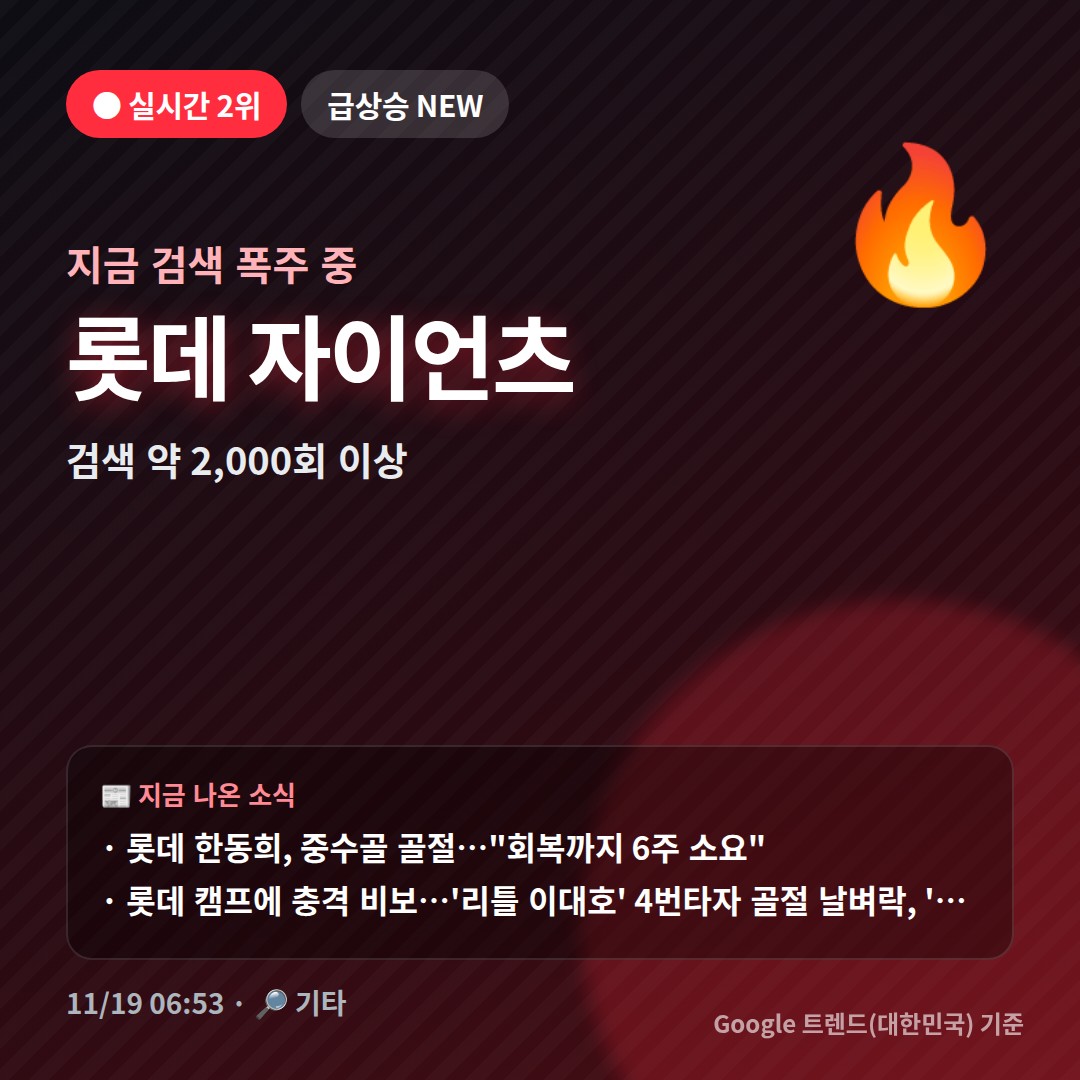 실시간 2위
급상승 NEW
지금 검색 폭주 중
롯데 자이언츠
검색 약 2,000회 이상
지금 나온 소식
· 롯데 한동희, 중수골 골절…"회복까지 6주 소요"
· 롯데 캠프에 충격 비보…'리틀 이대호' 4번타자 골절 날벼락, '…
11/19 06:53 · 🔎 기타
Google 트렌드(대한민국) 기준